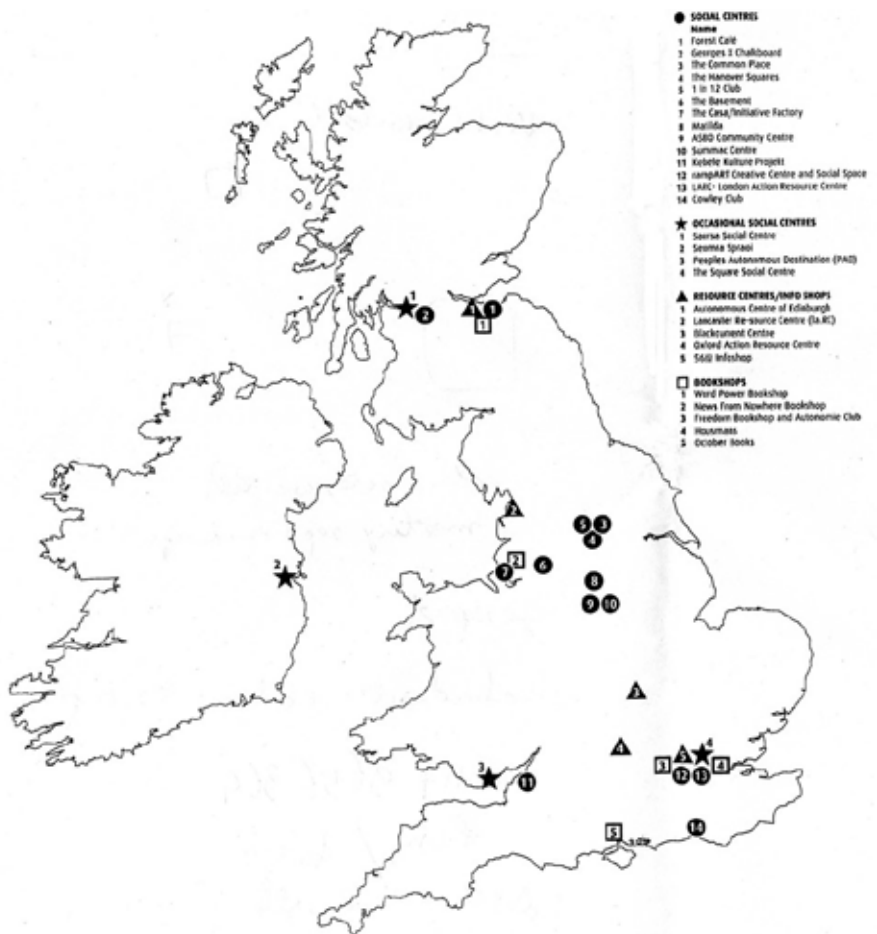 SOCIAL CENTRES
Name
1 Forest Café
2 Georges Chalkboard
3 The Common Place
4 The Hanover Squares
5 1 in 12 Club
6 The Basement
7 The Casa/Initiative Factory
8 Matilda
9 ASBO Community Centre
10 Summac Centre
11 Kebele Kulture Projekt
12 rampART Creative Centre and Social Space
13 LARC- London Action Resource Centre
14 Cowley Club
OCCASIONAL SOCIAL CENTRES
1 Saorsa Social Centre
2 Seomra Spraoi
3 Peoples Autonomous Destination (PAD)
4 The Square Social Centre
RESOURCE CENTRES/INFO SHOPS
1 Autonomous Centre of Edinburgh
2 Lancaster Re-source Centre (la.RC)
3 Blackcurrent Centre
4 Oxford Action Resource Centre
5 56@ Infoshop
BOOKSHOPS
1 Word Power Bookshop
2 News From Nowhere Bookshop
3 Freedom Bookshop and Autonomie Club
4 Housmans
5 October Books
1
2
1
1
1
2
5 3
4
2
7 6
2
8
9 10
3
4
5 4
3 4
3
11
12 13
5
14